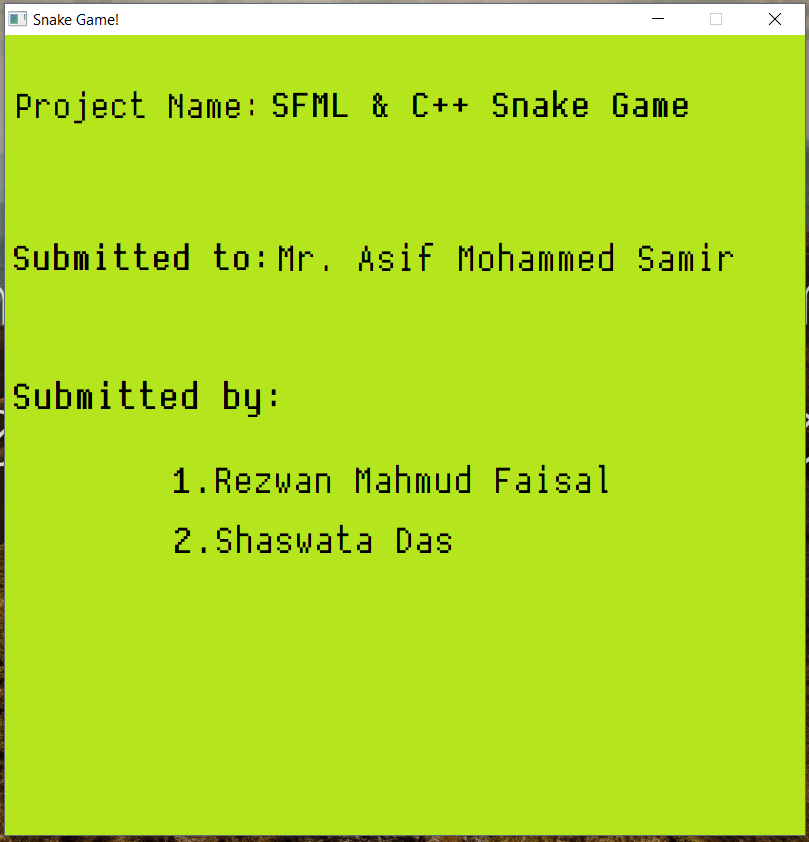 Snake Game!
Project Name: SFML & C++ Snake Game
Submitted to: Mr. Asif Mohammed Samir
Submitted by:
1.Rezwan Mahmud Faisal
2.Shaswata Das